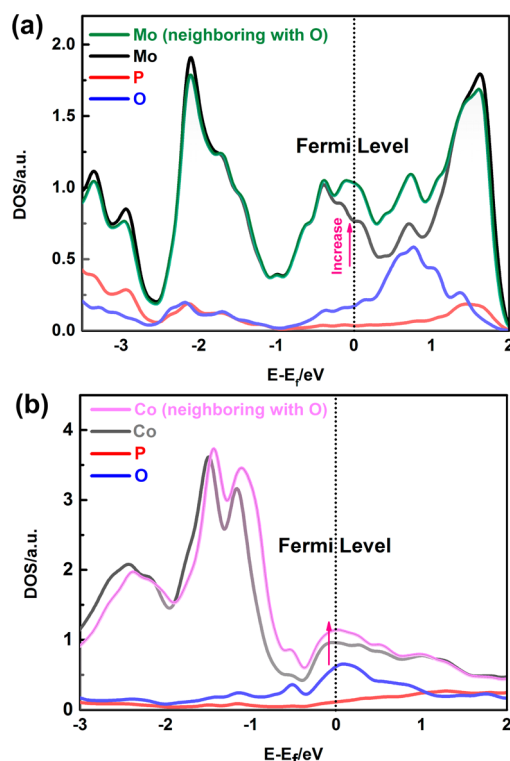 (a)
Mo (neighboring with O)
Mo
P
O
Fermi Level
Increase
DOS/a.u.
2.0
1.5
1.0
0.5
0.0
-3 -2 -1 0 1 2
E-Ef/eV
(b)
Co (neighboring with O)
Co
P
O
Fermi Level
DOS/a.u.
4
3
2
1
0
-3 -2 -1 0 1 2
E-Ef/eV